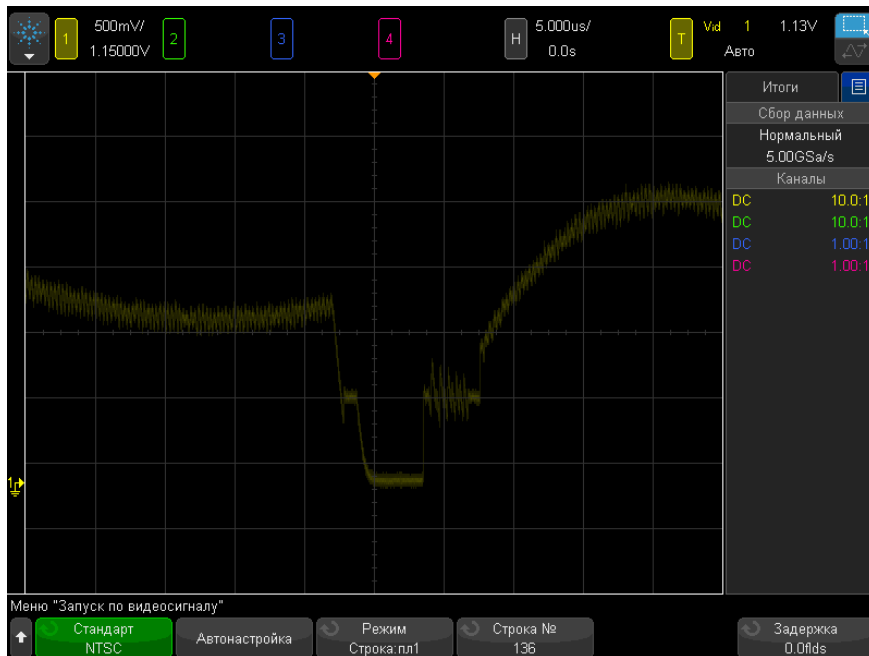 1
500mV/
1.15000V
2
3
4
H
5.000us/
0.0s
T
Vid 1 1.13V
Авто
Итоги
Сбор данных
Нормальный
5.00GSa/s
Каналы
DC 10.0:1
DC 10.0:1
DC 1.00:1
DC 1.00:1
1
Меню "Запуск по видеосигналу"
Стандарт
NTSC
Автонастройка
Режим
Строка:пл1
Строка №
136
Задержка
0.0flds